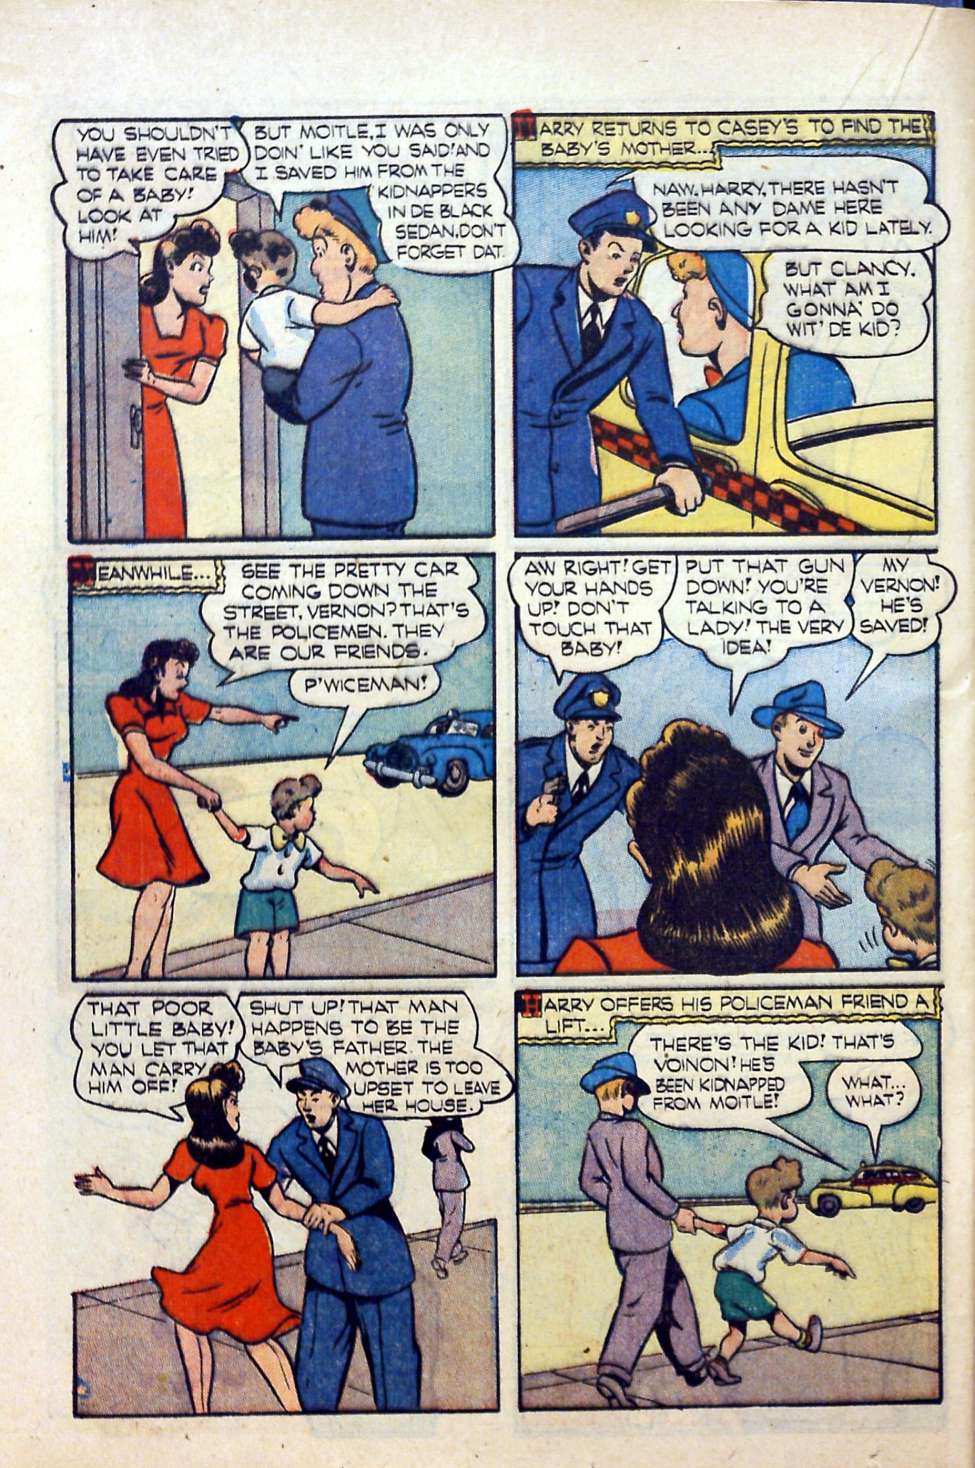 YOU SHOULDN'T
HAVE EVEN TRIED
TO TAKE CARE
OF A BABY!
LOOK AT
HIM!
BUT MOITLE, I WAS ONLY
DOIN' LIKE YOU SAID! AND
I SAVED HIM FROM THE
KIDNAPPERS
IN DE BLACK
SEDAN. DON'T
FORGET DAT.
HARRY RETURNS TO CASEY'S TO FIND THE
BABY'S MOTHER...
NAW, HARRY, THERE HASN'T
BEEN ANY DAME HERE
LOOKING FOR A KID LATELY.
BUT CLANCY,
WHAT AM I
GONNA' DO
WIT' DE KID?
MEANWHILE...
SEE THE PRETTY CAR
COMING DOWN THE
STREET, VERNON? THAT'S
THE POLICEMEN. THEY
ARE OUR FRIENDS.
P'WICEMAN!
AW RIGHT! GET
YOUR HANDS
UP! DON'T
TOUCH THAT
BABY!
PUT THAT GUN
DOWN! YOU'RE
TALKING TO A
LADY! THE VERY
IDEA!
MY
VERNON!
HE'S
SAVED!
THAT POOR
LITTLE BABY!
YOU LET THAT
MAN CARRY
HIM OFF!
SHUT UP! THAT MAN
HAPPENS TO BE THE
BABY'S FATHER. THE
MOTHER IS TOO
UPSET TO LEAVE
HER HOUSE.
HARRY OFFERS HIS POLICEMAN FRIEND A
LIFT...
THERE'S THE KID! THAT'S
VOINON! HE'S
BEEN KIDNAPPED
FROM MOITLE!
WHAT...
WHAT?